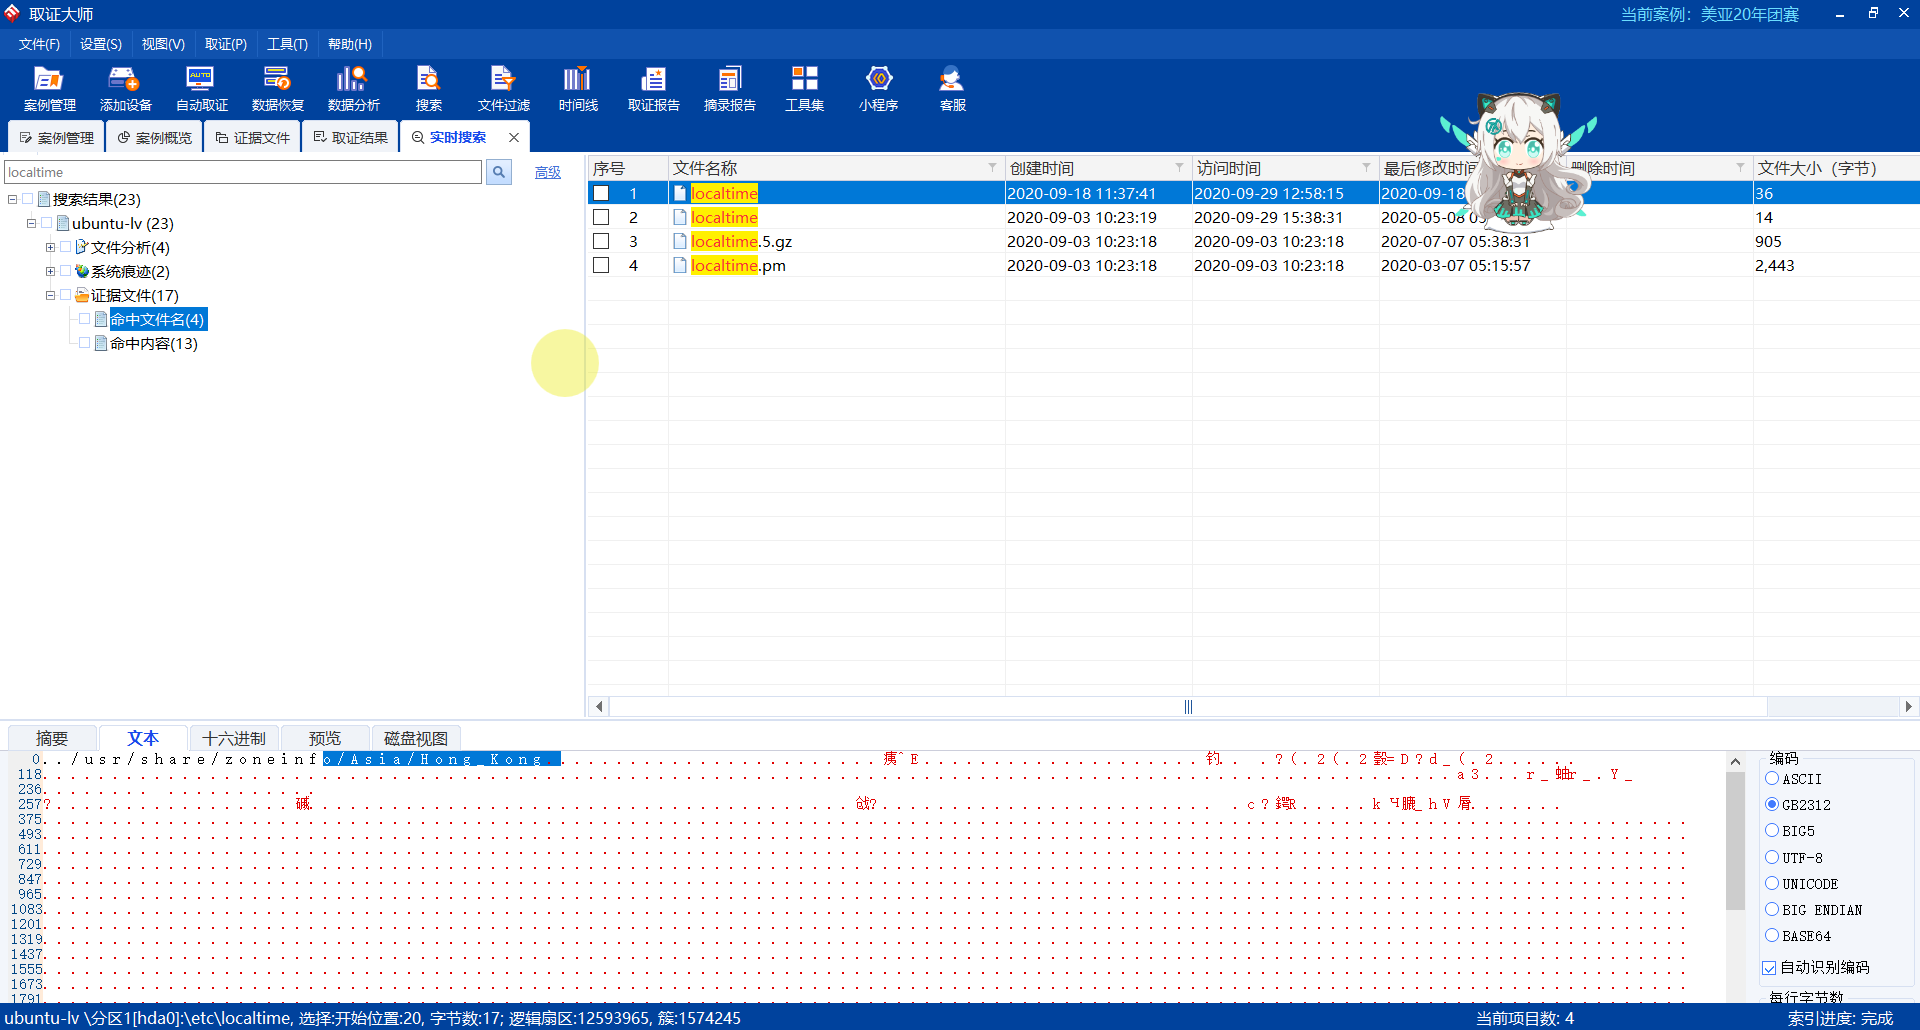 取证大师
当前案例：美亚20年团赛
文件(F) 设置(S) 视图(V) 取证(P) 工具(T) 帮助(H)
案例管理 添加设备 自动取证 数据恢复 数据分析 搜索 文件过滤 时间线 取证报告 摘录报告 工具集 小程序 客服
案例管理 案例概览 证据文件 取证结果 实时搜索
localtime 高级
搜索结果(23)
ubuntu-lv (23)
文件分析(4)
系统痕迹(2)
证据文件(17)
命中文件名(4)
命中内容(13)
序号 文件名称 创建时间 访问时间 最后修改时间 删除时间 文件大小（字节）
1 localtime 2020-09-18 11:37:41 2020-09-29 12:58:15 2020-09-18 36
2 localtime 2020-09-03 10:23:19 2020-09-29 15:38:31 2020-05-08 14
3 localtime.5.gz 2020-09-03 10:23:18 2020-09-03 10:23:18 2020-07-07 05:38:31 905
4 localtime.pm 2020-09-03 10:23:18 2020-09-03 10:23:18 2020-03-07 05:15:57 2,443
摘要 文本 十六进制 预览 磁盘视图
0 ../usr/share/zoneinfo/Asia/Hong_Kong
118
236
257
375
493
611
729
847
965
1083
1201
1319
1437
1555
1673
1791
编码
ASCII
GB2312
BIG5
UTF-8
UNICODE
BIG ENDIAN
BASE64
自动识别编码
每行字节数
ubuntu-lv \分区1[hda0]:\etc\localtime, 选择:开始位置:20, 字节数:17; 逻辑扇区:12593965, 簇:1574245
当前项目数: 4
索引进度: 完成